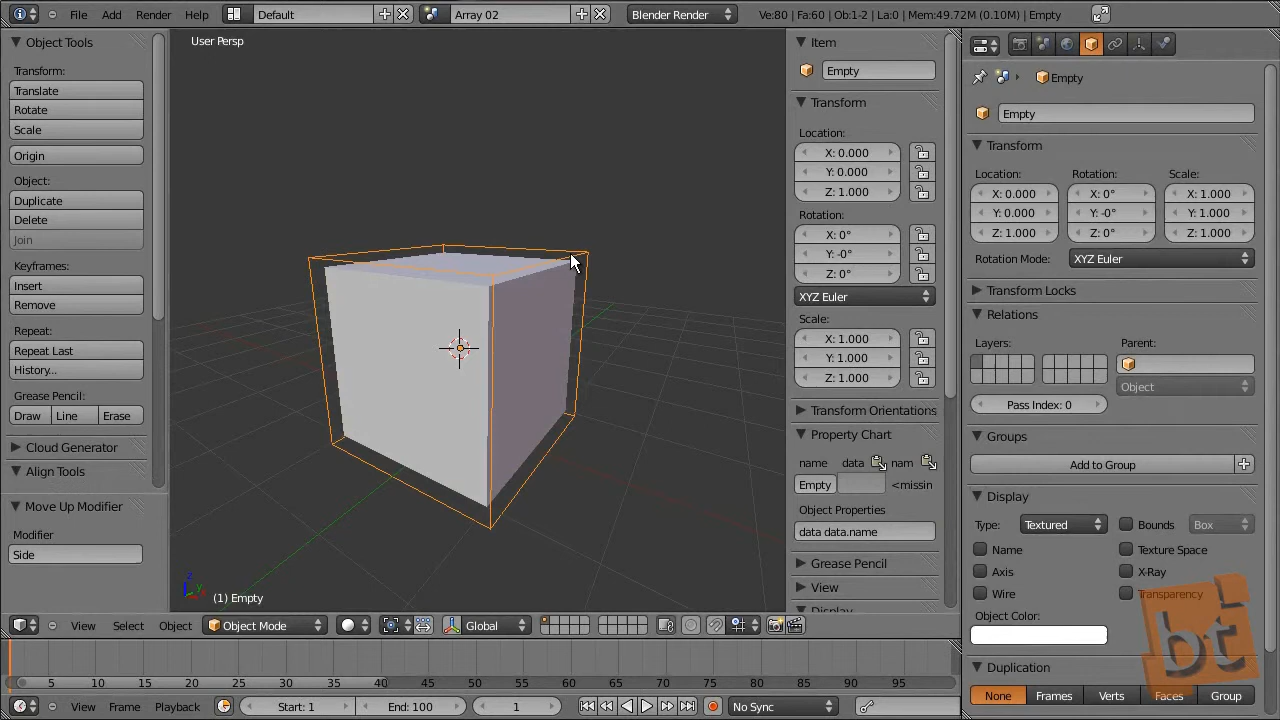 File Add Render Help Default Array 02 Blender Render Ve:80 | Fa:60 | Ob:1-2 | La:0 | Mem:49.72M (0.10M) | Empty
Object Tools
Transform:
Translate
Rotate
Scale
Origin
Object:
Duplicate
Delete
Join
Keyframes:
Insert
Remove
Repeat:
Repeat Last
History...
Grease Pencil:
Draw Line Erase
Cloud Generator
Align Tools
Move Up Modifier
Modifier
Side
User Persp
z
y
(1) Empty
Item
Empty
Transform
Location:
X: 0.000
Y: 0.000
Z: 1.000
Rotation:
X: 0°
Y: -0°
Z: 0°
XYZ Euler
Scale:
X: 1.000
Y: 1.000
Z: 1.000
Transform Orientations
Property Chart
name data nam
Empty <missin
Object Properties
data data.name
Grease Pencil
View
Display
Empty
Empty
Transform
Location: Rotation: Scale:
X: 0.000 X: 0° X: 1.000
Y: 0.000 Y: -0° Y: 1.000
Z: 1.000 Z: 0° Z: 1.000
Rotation Mode: XYZ Euler
Transform Locks
Relations
Layers: Parent:
Object
Pass Index: 0
Groups
Add to Group
Display
Type: Textured Bounds Box
Name Texture Space
Axis X-Ray
Wire Transparency
Object Color:
bt
Duplication
None Frames Verts Faces Group
View Select Object Object Mode Global
5 10 15 20 25 30 35 40 45 50 55 60 65 70 75 80 85 90 95
View Frame Playback Start: 1 End: 100 1 No Sync